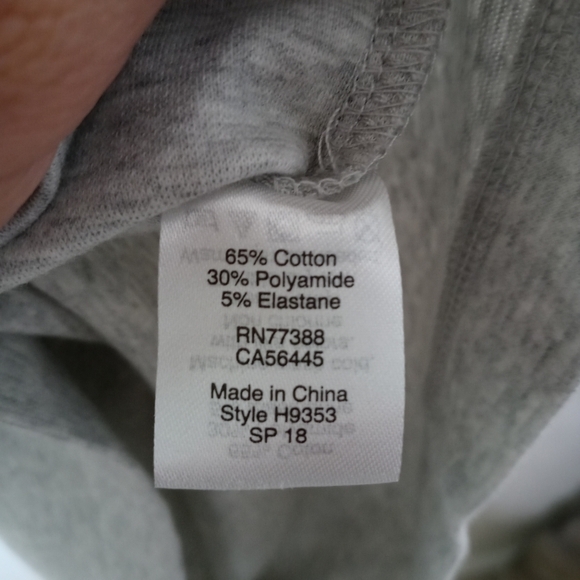 65% Cotton
30% Polyamide
5% Elastane
RN77388
CA56445
Made in China
Style H9353
SP 18